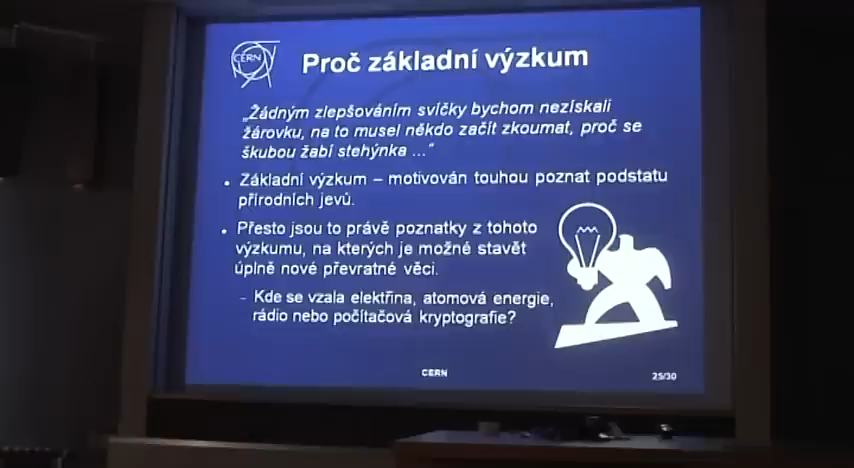 CERN
Proč základní výzkum
„Žádným zlepšováním svíčky bychom nezískali
žárovku, na to musel někdo začít zkoumat, proč se
škubou žabí stehýnka ...“
• Základní výzkum – motivován touhou poznat podstatu
přírodních jevů.
• Přesto jsou to právě poznatky z tohoto
výzkumu, na kterých je možné stavět
úplně nové převratné věci.
- Kde se vzala elektřina, atomová energie,
rádio nebo počítačová kryptografie?
CERN
25/30